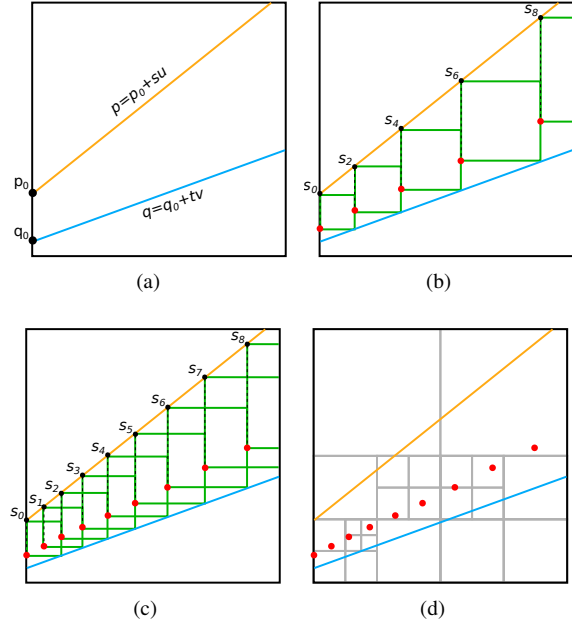 p=p₀+su
p₀
q=q₀+tv
q₀
(a)
s₈
s₆
s₄
s₂
s₀
(b)
s₈
s₇
s₆
s₅
s₄
s₃
s₂
s₁
s₀
(c)
(d)